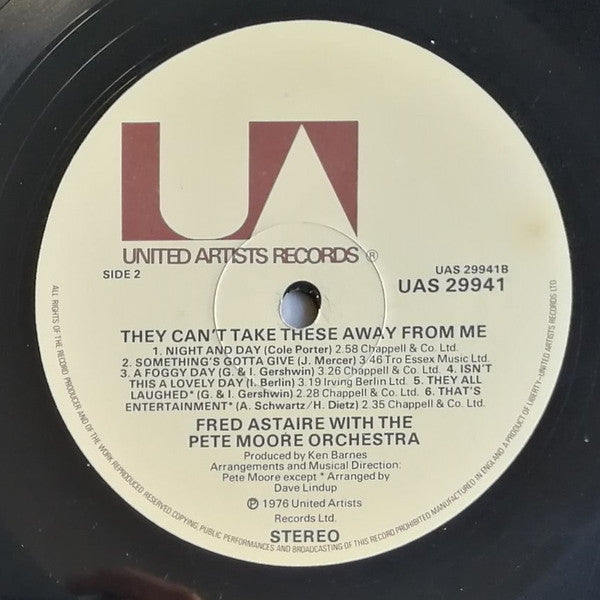 UA
UNITED ARTISTS RECORDS ®
SIDE 2
UAS 29941B
UAS 29941
THEY CAN'T TAKE THESE AWAY FROM ME
1. NIGHT AND DAY (Cole Porter) 2.58 Chappell & Co. Ltd.
2. SOMETHING'S GOTTA GIVE (J. Mercer) 3.46 Tro Essex Music Ltd.
3. A FOGGY DAY (G. & I. Gershwin) 3.26 Chappell & Co. Ltd. 4. ISN'T
THIS A LOVELY DAY (I. Berlin) 3.19 Irving Berlin Ltd. 5. THEY ALL
LAUGHED* (G. & I. Gershwin) 2.28 Chappell & Co. Ltd. 6. THAT'S
ENTERTAINMENT* (A. Schwartz/H. Dietz) 2.35 Chappell & Co. Ltd.
FRED ASTAIRE WITH THE
PETE MOORE ORCHESTRA
Produced by Ken Barnes
Arrangements and Musical Direction:
Pete Moore except * Arranged by
Dave Lindup
℗ 1976 United Artists
Records Ltd.
STEREO
ALL RIGHTS OF THE RECORD PRODUCER AND OF THE WORK REPRODUCED RESERVED. COPYING, PUBLIC PERFORMANCES AND BROADCASTING OF THIS RECORD PROHIBITED. MANUFACTURED IN ENGLAND. A PRODUCT OF LIBERTY-UNITED ARTISTS RECORDS LTD